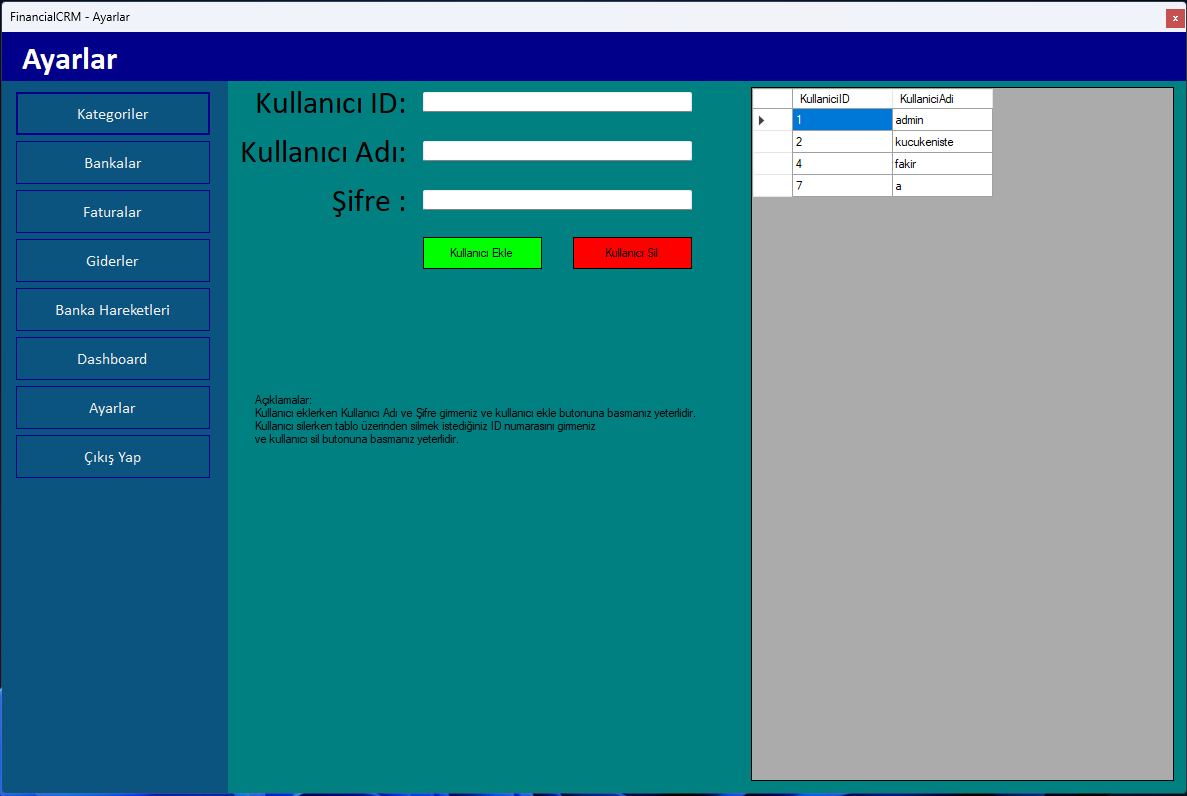 FinancialCRM - Ayarlar
x
Ayarlar
Kategoriler
Bankalar
Faturalar
Giderler
Banka Hareketleri
Dashboard
Ayarlar
Çıkış Yap
Kullanıcı ID:
Kullanıcı Adı:
Şifre :
Kullanıcı Ekle
Kullanıcı Sil
Açıklamalar:
Kullanıcı eklerken Kullanıcı Adı ve Şifre girmeniz ve kullanıcı ekle butonuna basmanız yeterlidir.
Kullanıcı silerken tablo üzerinden silmek istediğiniz ID numarasını girmeniz
ve kullanıcı sil butonuna basmanız yeterlidir.
KullaniciID KullaniciAdi
1 admin
2 kucukeniste
4 fakir
7 a